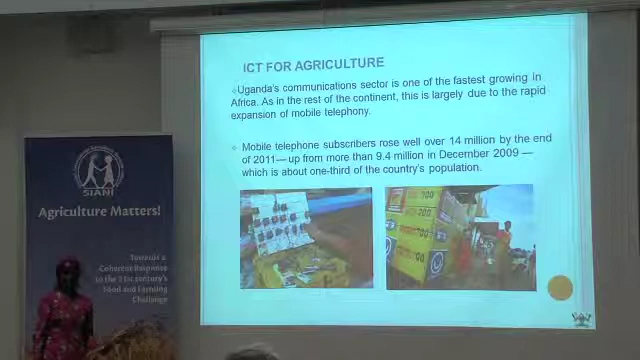 ICT FOR AGRICULTURE
Uganda's communications sector is one of the fastest growing in
Africa. As in the rest of the continent, this is largely due to the rapid
expansion of mobile telephony.
Mobile telephone subscribers rose well over 14 million by the end
of 2011— up from more than 9.4 million in December 2009 —
which is about one-third of the country's population.
700
700
SIANI
Agriculture Matters!
Towards a
Coherent Response
to the 21st century's
Food and Farming
Challenge